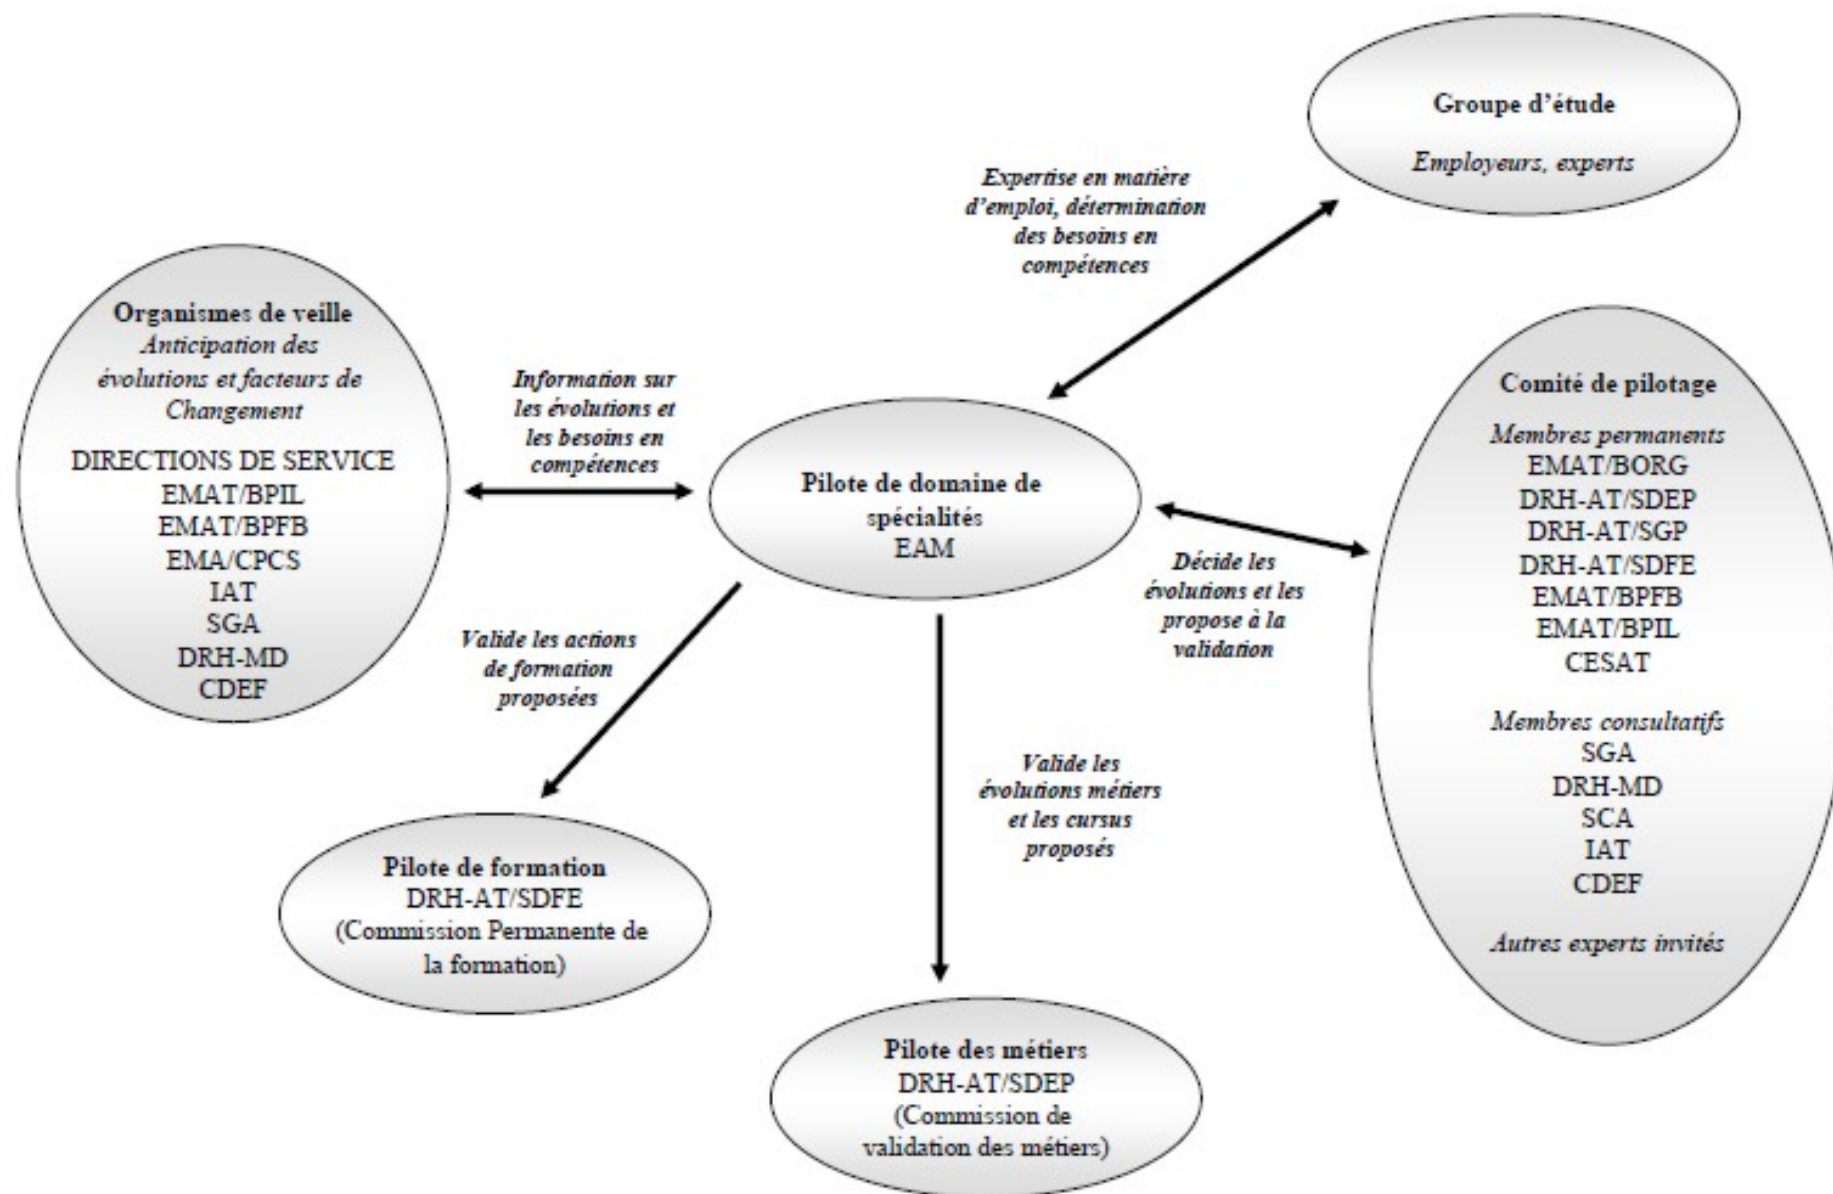 Groupe d'étude
Employeurs, experts
Expertise en matière
d'emploi, détermination
des besoins en
compétences
Organismes de veille
Anticipation des
évolutions et facteurs de
Changement
DIRECTIONS DE SERVICE
EMAT/BPIL
EMAT/BPFB
EMA/CPCS
IAT
SGA
DRH-MD
CDEF
Information sur
les évolutions et
les besoins en
compétences
Pilote de domaine de
spécialités
EAM
Comité de pilotage
Membres permanents
EMAT/BORG
DRH-AT/SDEP
DRH-AT/SGP
DRH-AT/SDFE
EMAT/BPFB
EMAT/BPIL
CESAT
Membres consultatifs
SGA
DRH-MD
SCA
IAT
CDEF
Autres experts invités
Décide les
évolutions et les
propose à la
validation
Valide les actions
de formation
proposées
Valide les
évolutions métiers
et les cursus
proposés
Pilote de formation
DRH-AT/SDFE
(Commission Permanente de
la formation)
Pilote des métiers
DRH-AT/SDEP
(Commission de
validation des métiers)